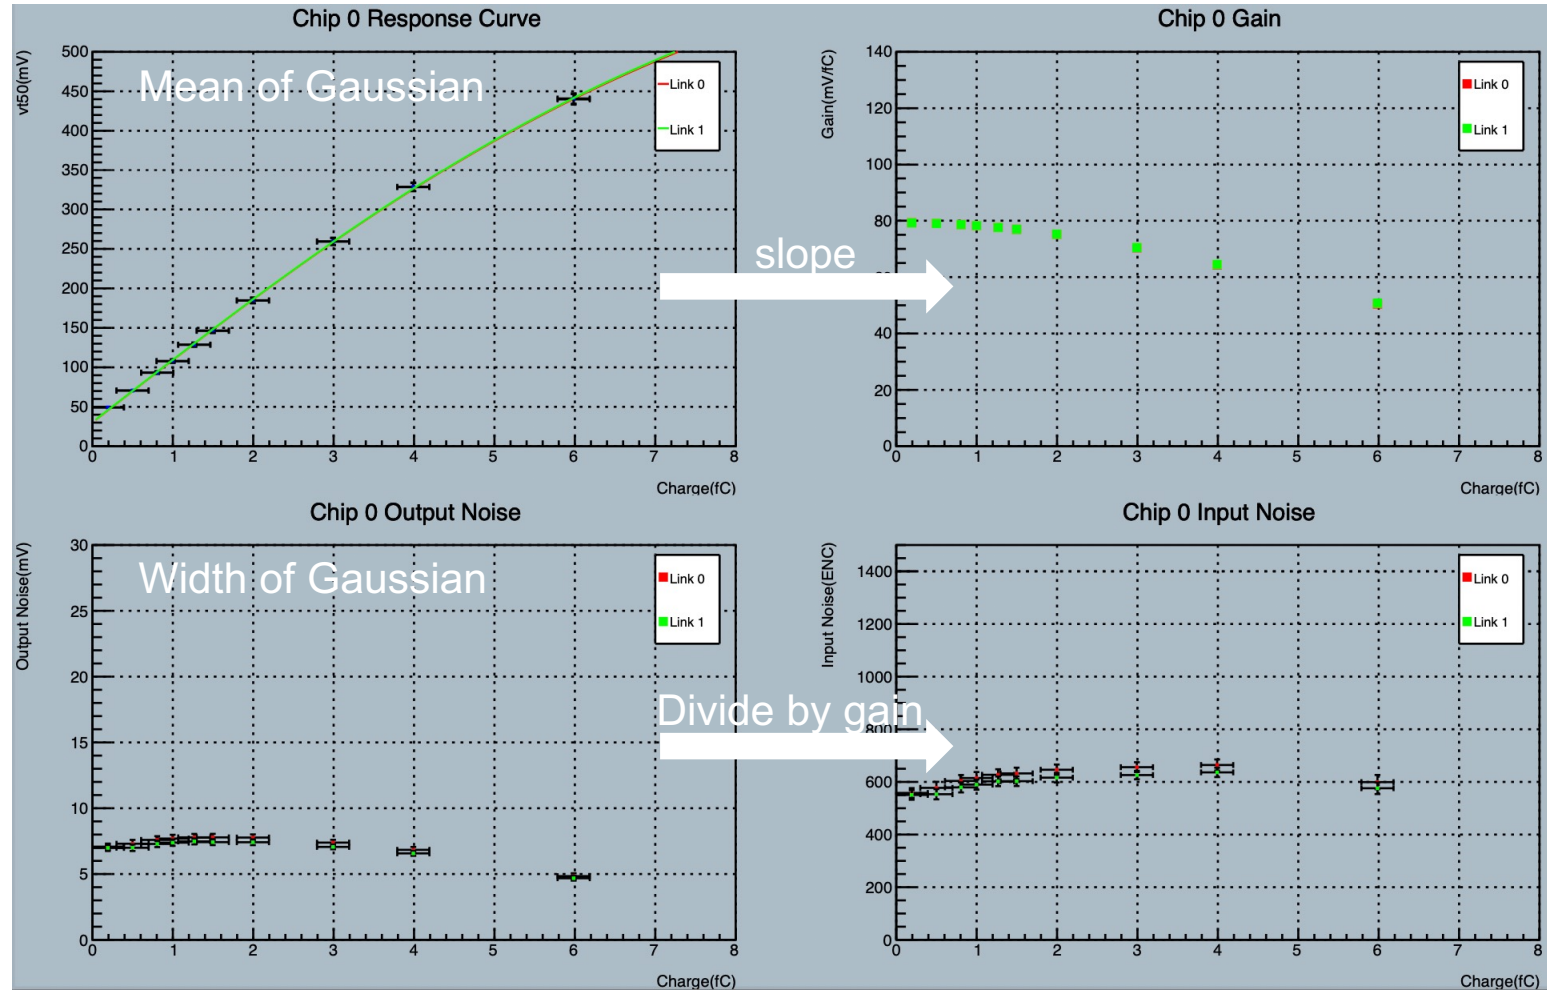 Chip 0 Response Curve
vt50(mV)
500
450
400
350
300
250
200
150
100
50
0
0 1 2 3 4 5 6 7 8
Charge(fC)
Mean of Gaussian
Link 0
Link 1
Chip 0 Gain
Gain(mV/fC)
140
120
100
80
60
40
20
0
0 1 2 3 4 5 6 7 8
Charge(fC)
Link 0
Link 1
slope
Chip 0 Output Noise
Output Noise(mV)
30
25
20
15
10
5
0
0 1 2 3 4 5 6 7 8
Charge(fC)
Width of Gaussian
Link 0
Link 1
Chip 0 Input Noise
Input Noise(ENC)
1400
1200
1000
800
600
400
200
0
0 1 2 3 4 5 6 7 8
Charge(fC)
Link 0
Link 1
Divide by gain